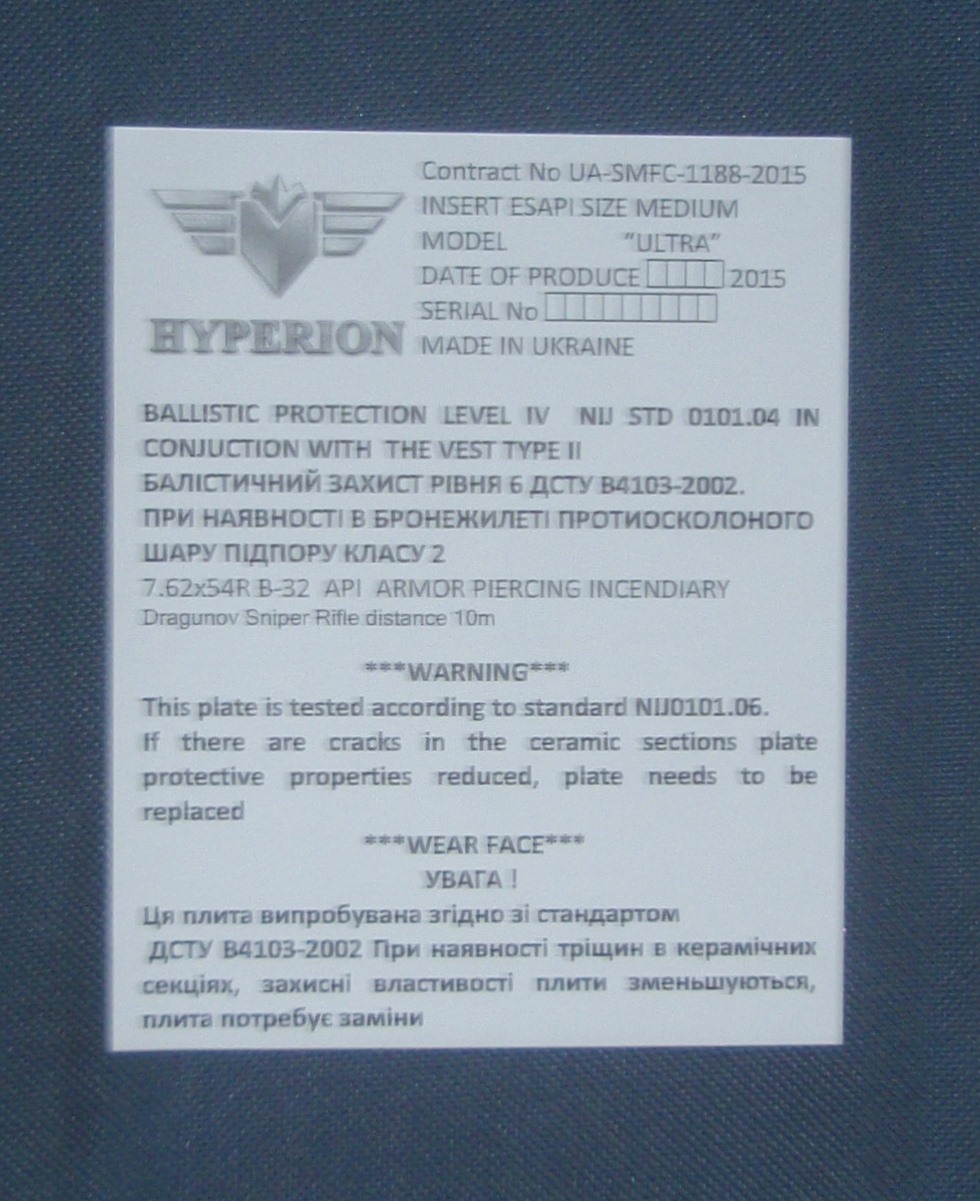 HYPERION
Contract No UA-SMFC-1188-2015
INSERT ESAPI SIZE MEDIUM
MODEL "ULTRA"
DATE OF PRODUCE 2015
SERIAL No
MADE IN UKRAINE
BALLISTIC PROTECTION LEVEL IV NIJ STD 0101.04 IN
CONJUCTION WITH THE VEST TYPE II
БАЛІСТИЧНИЙ ЗАХИСТ РІВНЯ 6 ДСТУ В4103-2002.
ПРИ НАЯВНОСТІ В БРОНЕЖИЛЕТІ ПРОТИОСКОЛОНОГО
ШАРУ ПІДПОРУ КЛАСУ 2
7.62x54R B-32 API ARMOR PIERCING INCENDIARY
Dragunov Sniper Rifle distance 10m
***WARNING***
This plate is tested according to standard NIJ0101.06.
If there are cracks in the ceramic sections plate
protective properties reduced, plate needs to be
replaced
***WEAR FACE***
УВАГА !
Ця плита випробувана згідно зі стандартом
ДСТУ В4103-2002 При наявності тріщин в керамічних
секціях, захисні властивості плити зменьшуються,
плита потребує заміни